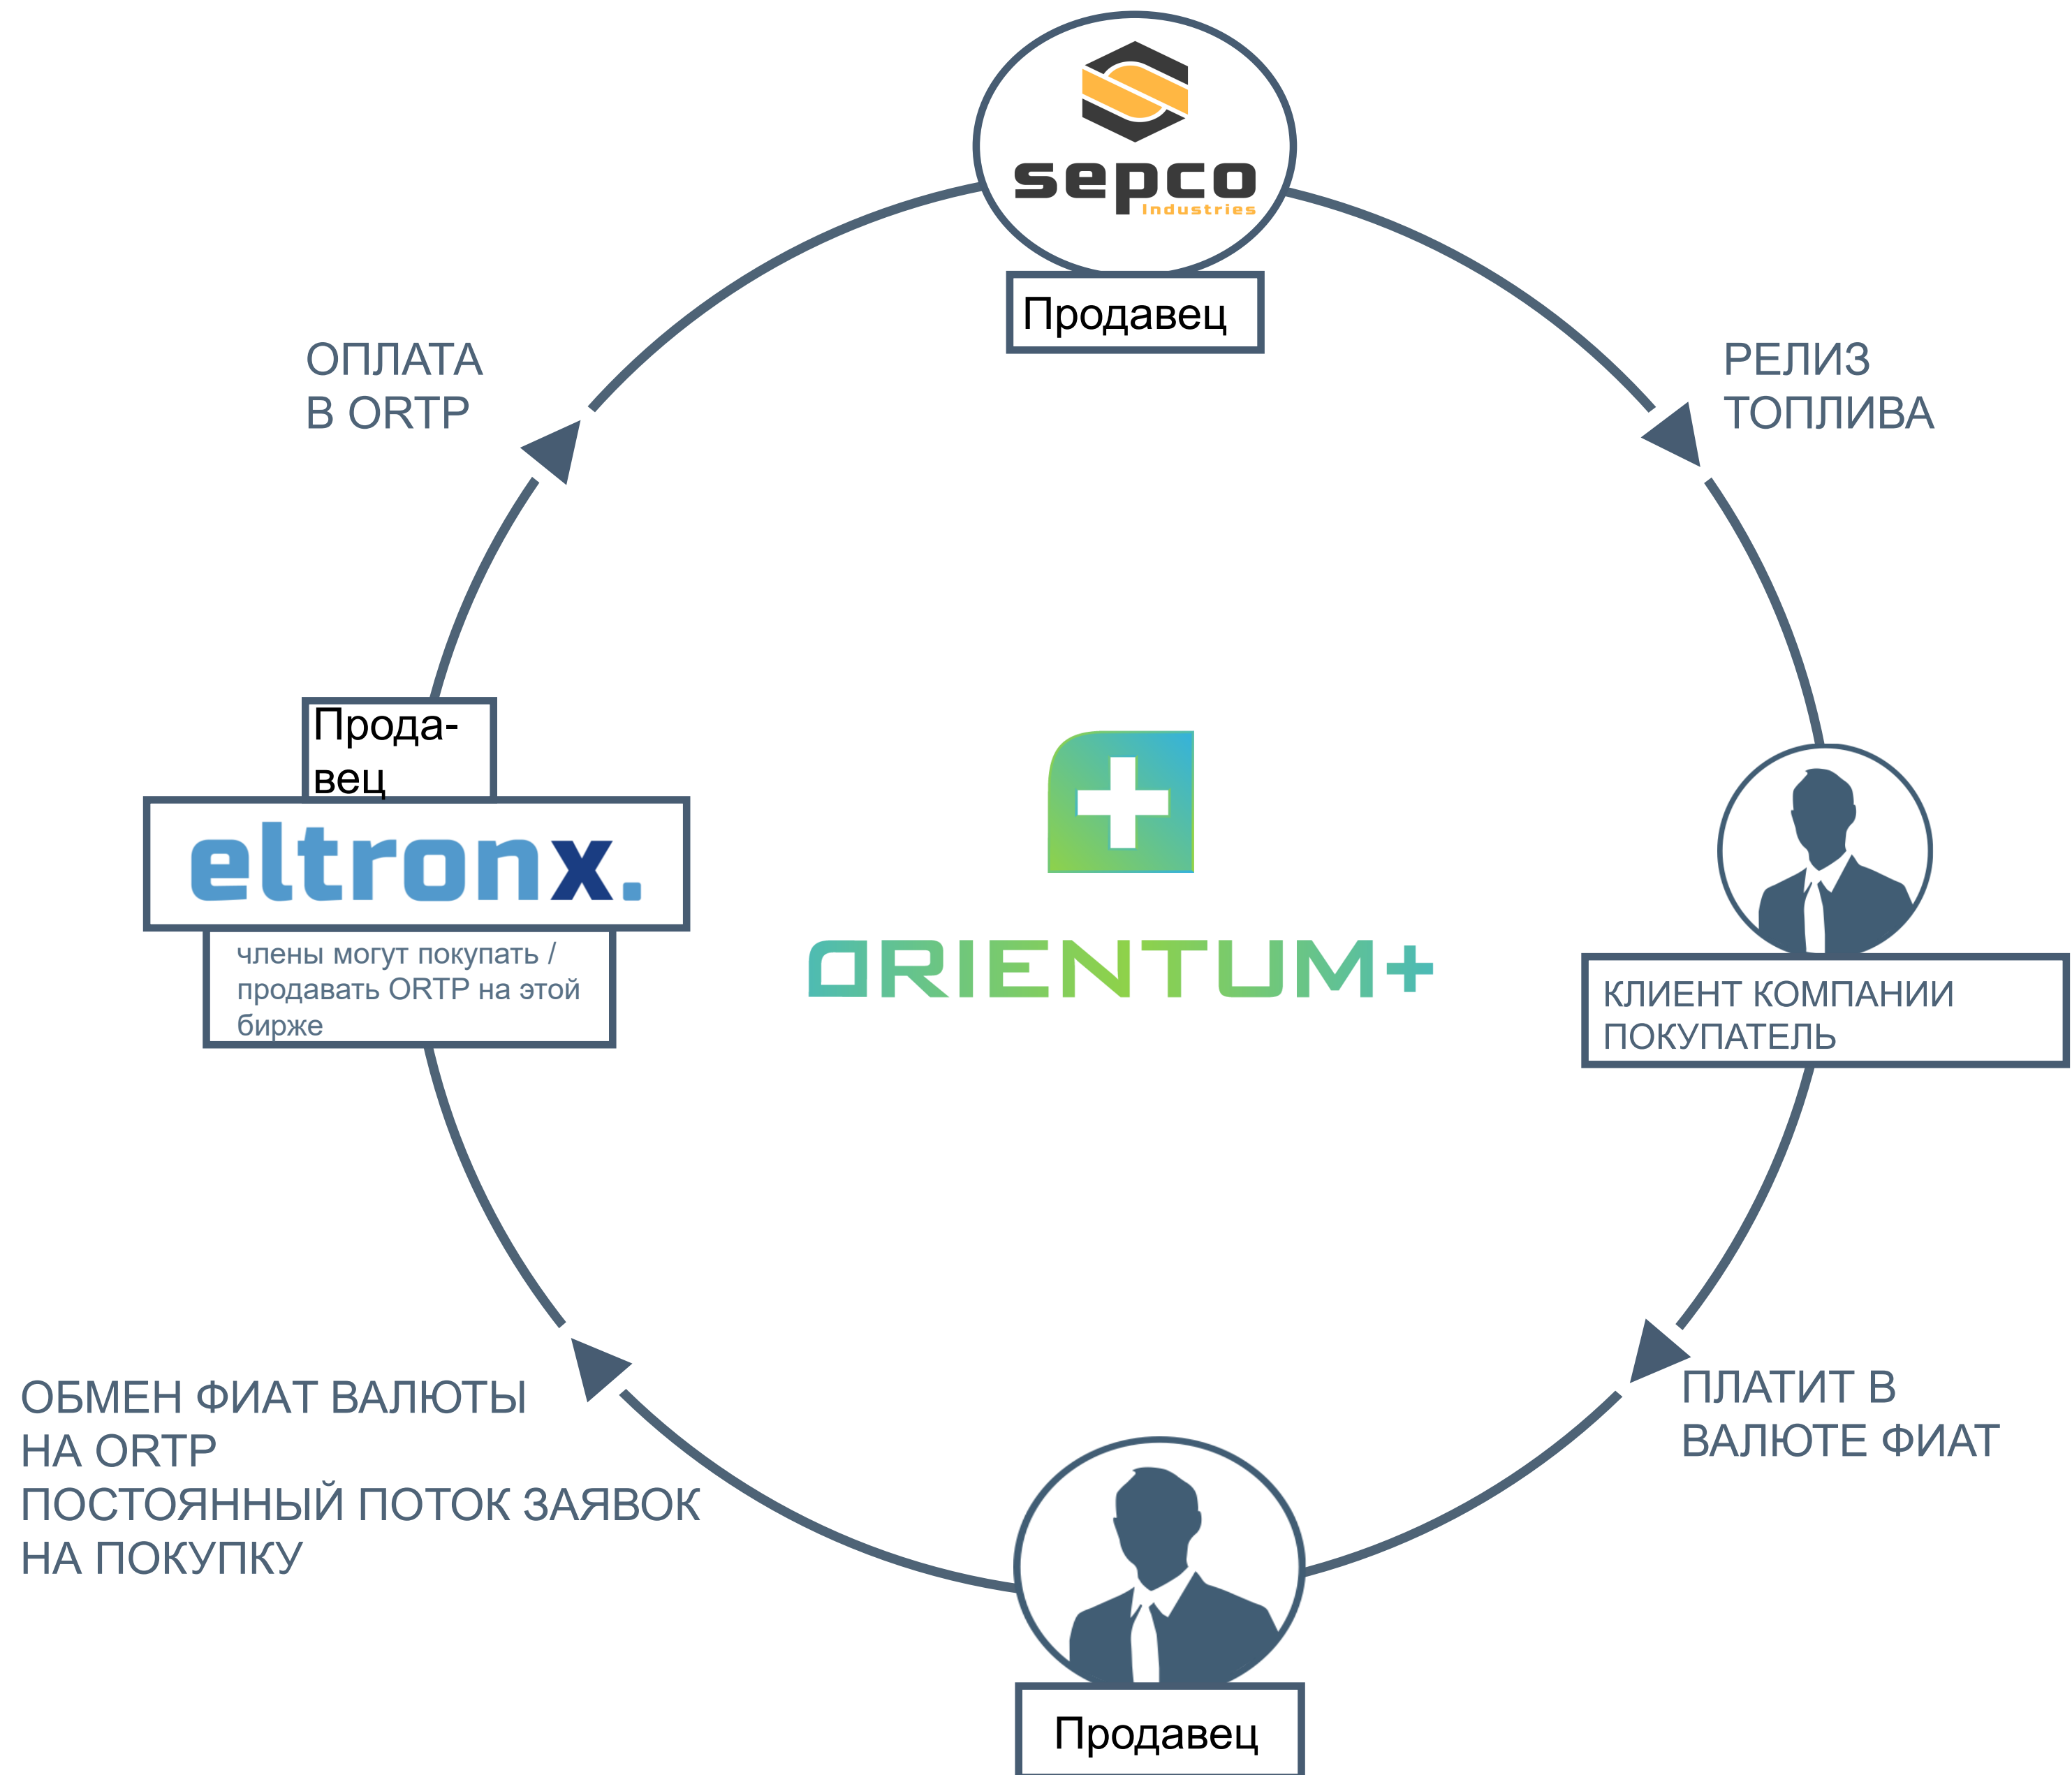 sepco
Industries
Продавец
ОПЛАТА
В ORTP
РЕЛИЗ
ТОПЛИВА
Прода-
вец
eltronx.
члены могут покупать /
продавать ORTP на этой
бирже
ORIENTUM+
КЛИЕНТ КОМПАНИИ
ПОКУПАТЕЛЬ
ПЛАТИТ В
ВАЛЮТЕ ФИАТ
ОБМЕН ФИАТ ВАЛЮТЫ
НА ORTP
ПОСТОЯННЫЙ ПОТОК ЗАЯВОК
НА ПОКУПКУ
Продавец